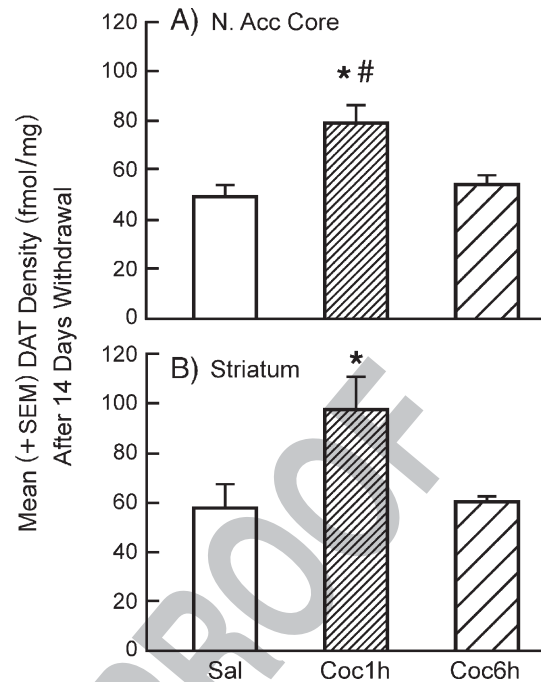 Mean (+SEM) DAT Density (fmol/mg)
After 14 Days Withdrawal
A) N. Acc Core
120
100
80
60
40
20
0
* #
B) Striatum
120
100
80
60
40
20
0
*
Sal Coc1h Coc6h
PROOF